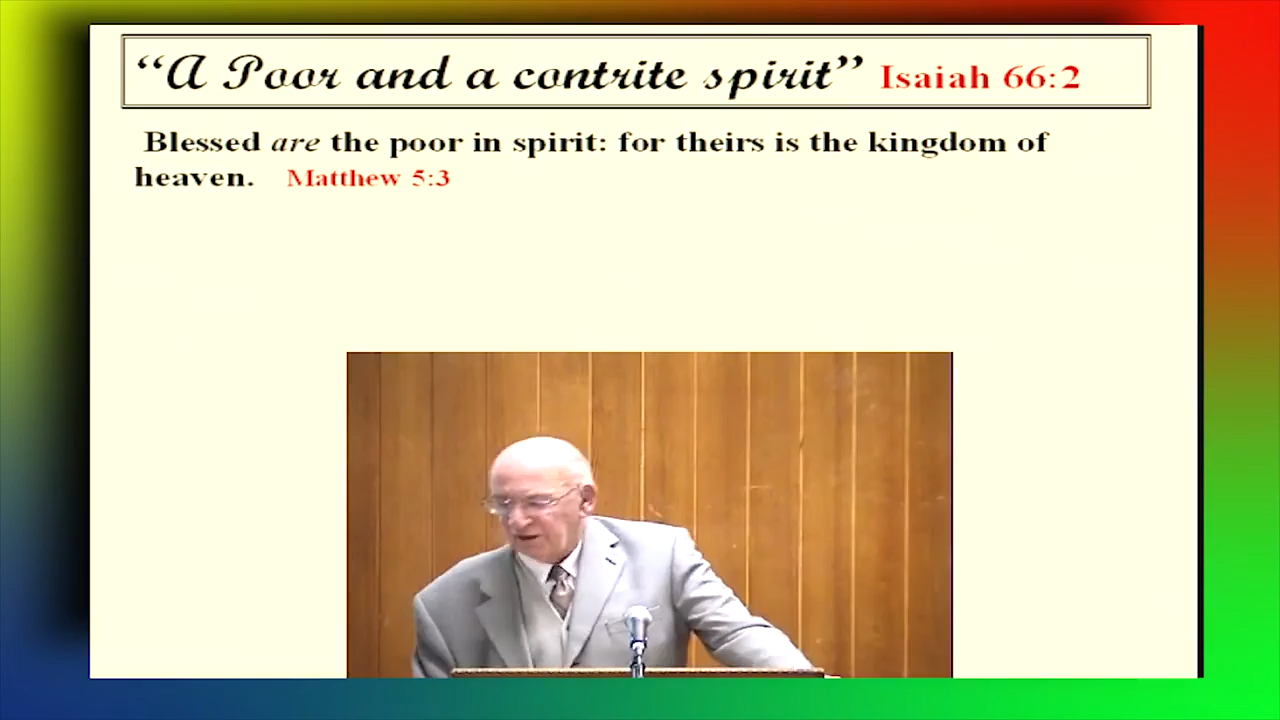 “A Poor and a contrite spirit” Isaiah 66:2
Blessed are the poor in spirit: for theirs is the kingdom of
heaven. Matthew 5:3